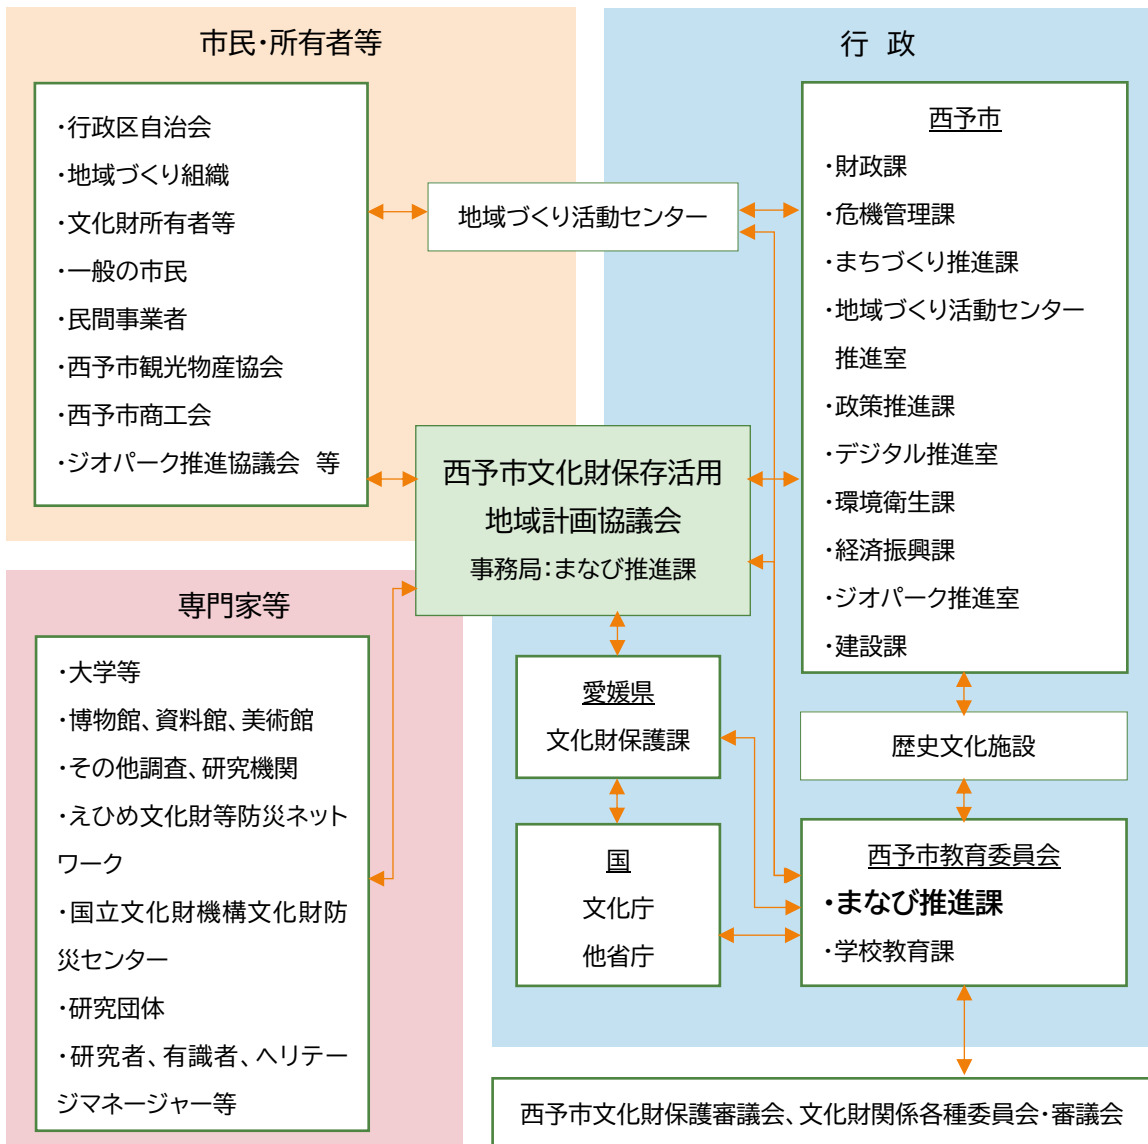 市民・所有者等
・行政区自治会
・地域づくり組織
・文化財所有者等
・一般の市民
・民間事業者
・西予市観光物産協会
・西予市商工会
・ジオパーク推進協議会 等
地域づくり活動センター
行 政
西予市
・財政課
・危機管理課
・まちづくり推進課
・地域づくり活動センター
推進室
・政策推進課
・デジタル推進室
・環境衛生課
・経済振興課
・ジオパーク推進室
・建設課
西予市文化財保存活用
地域計画協議会
事務局：まなび推進課
専門家等
・大学等
・博物館、資料館、美術館
・その他調査、研究機関
・えひめ文化財等防災ネット
ワーク
・国立文化財機構文化財防
災センター
・研究団体
・研究者、有識者、ヘリテー
ジマネージャー等
愛媛県
文化財保護課
国
文化庁
他省庁
歴史文化施設
西予市教育委員会
・まなび推進課
・学校教育課
西予市文化財保護審議会、文化財関係各種委員会・審議会